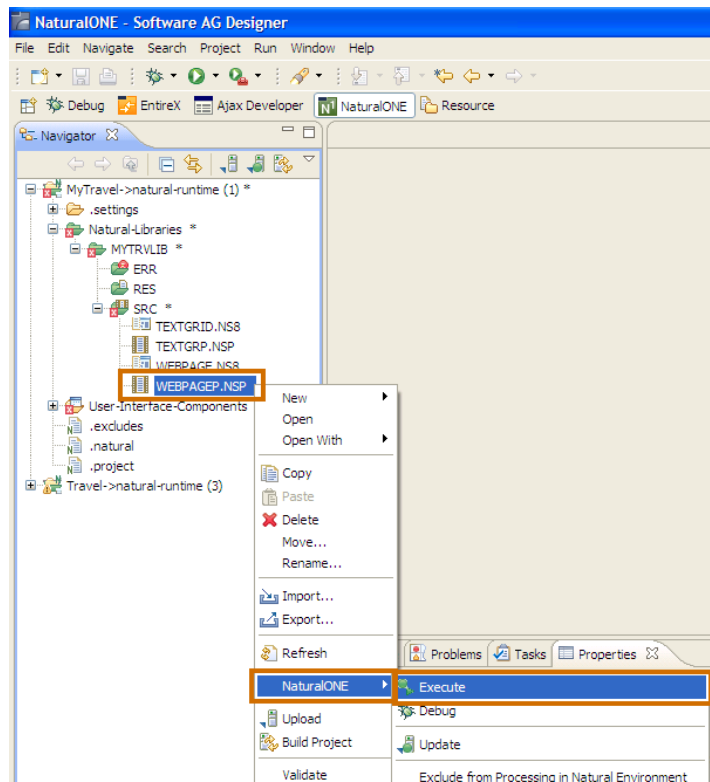 NaturalONE - Software AG Designer
File Edit Navigate Search Project Run Window Help
Debug EntireX Ajax Developer NaturalONE Resource
Navigator
MyTravel->natural-runtime (1) *
.settings
Natural-Libraries *
MYTRVLIB *
ERR
RES
SRC *
TEXTGRID.NS8
TEXTGRP.NSP
WEBPAGE.NS8
WEBPAGEP.NSP
User-Interface-Components
.excludes
.natural
.project
Travel->natural-runtime (3)
New
Open
Open With
Copy
Paste
Delete
Move...
Rename...
Import...
Export...
Refresh
NaturalONE
Upload
Build Project
Validate
Problems Tasks Properties
Execute
Debug
Update
Exclude from Processing in Natural Environment